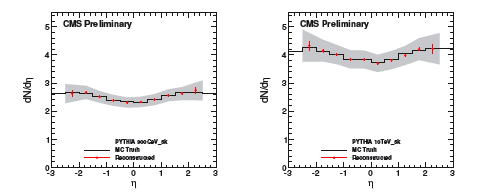 CMS Preliminary
dN/dη
5
4
3
2
1
0
PYTHIA 900GeV_sk
MC Truth
Reconstructed
-3 -2 -1 0 1 2 3
η
CMS Preliminary
dN/dη
5
4
3
2
1
0
PYTHIA 10TeV_sk
MC Truth
Reconstructed
-3 -2 -1 0 1 2 3
η